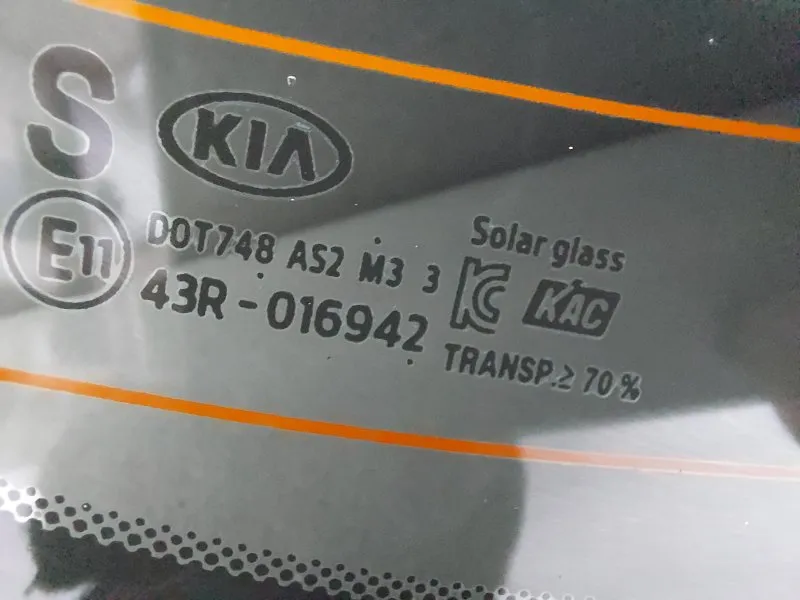 S
KIA
E11
DOT748 AS2 M3 3
43R-016942
Solar glass
KC KAC
TRANSP.≥70%